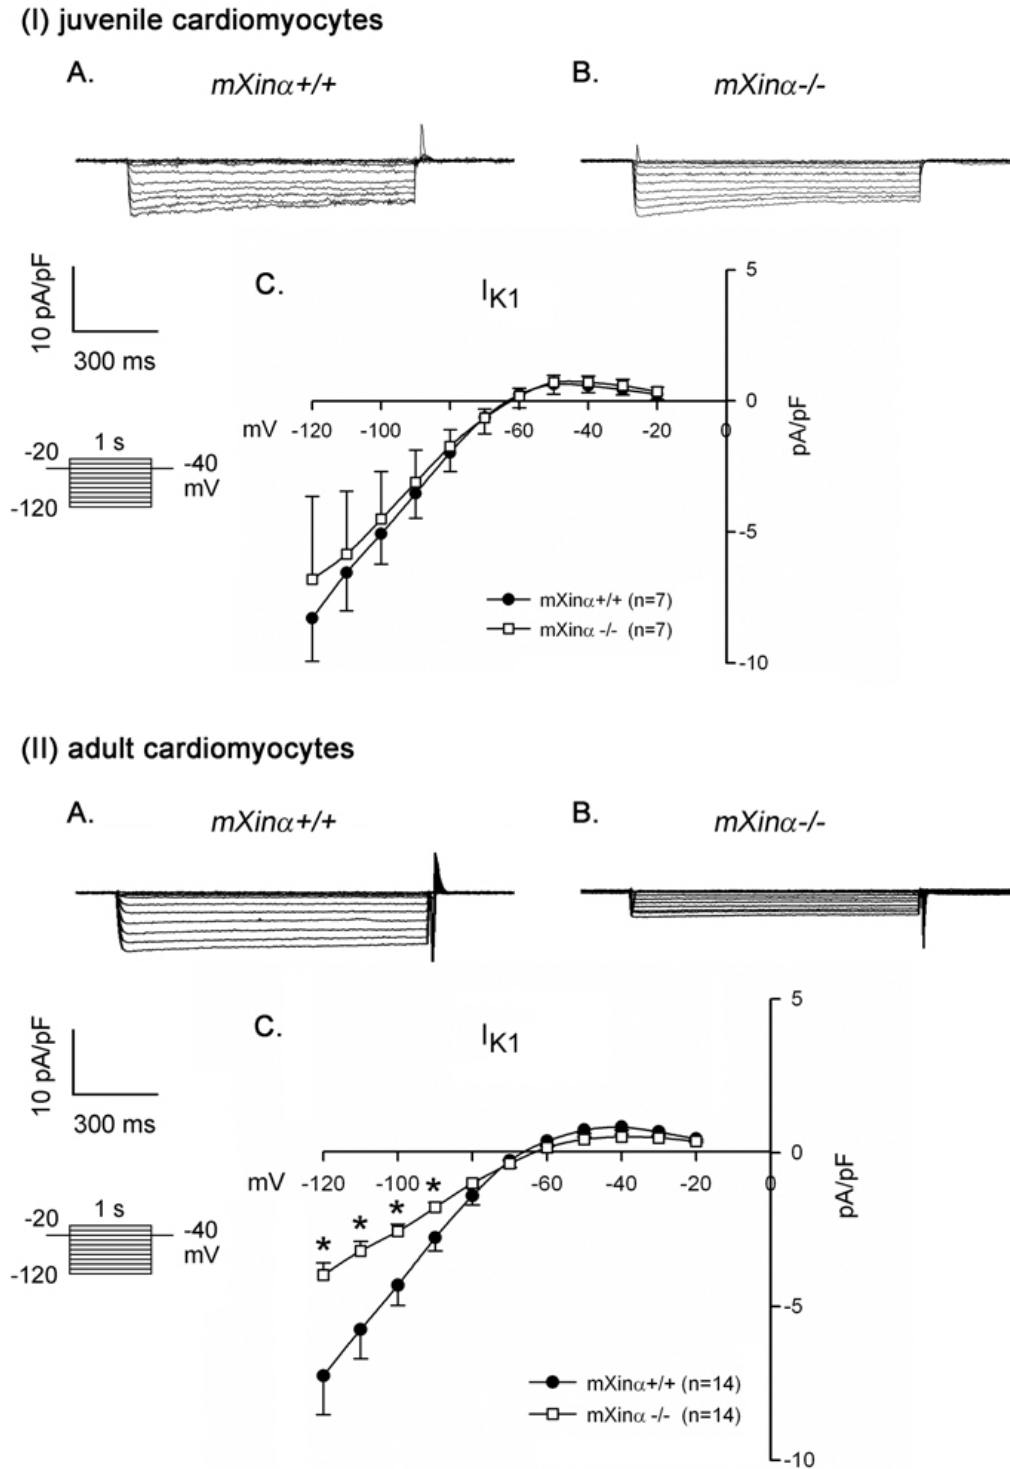 (I) juvenile cardiomyocytes
A.
mXinα+/+
B.
mXinα-/-
10 pA/pF
300 ms
C.
IK1
5
0
-5
-10
pA/pF
mV -120 -100 -60 -40 -20 0
-20 1 s -40
mV
-120
mXinα+/+ (n=7)
mXinα -/- (n=7)
(II) adult cardiomyocytes
A.
mXinα+/+
B.
mXinα-/-
10 pA/pF
300 ms
C.
IK1
5
0
-5
-10
pA/pF
mV -120 -100 -60 -40 -20 0
* * * *
-20 1 s -40
mV
-120
mXinα+/+ (n=14)
mXinα -/- (n=14)